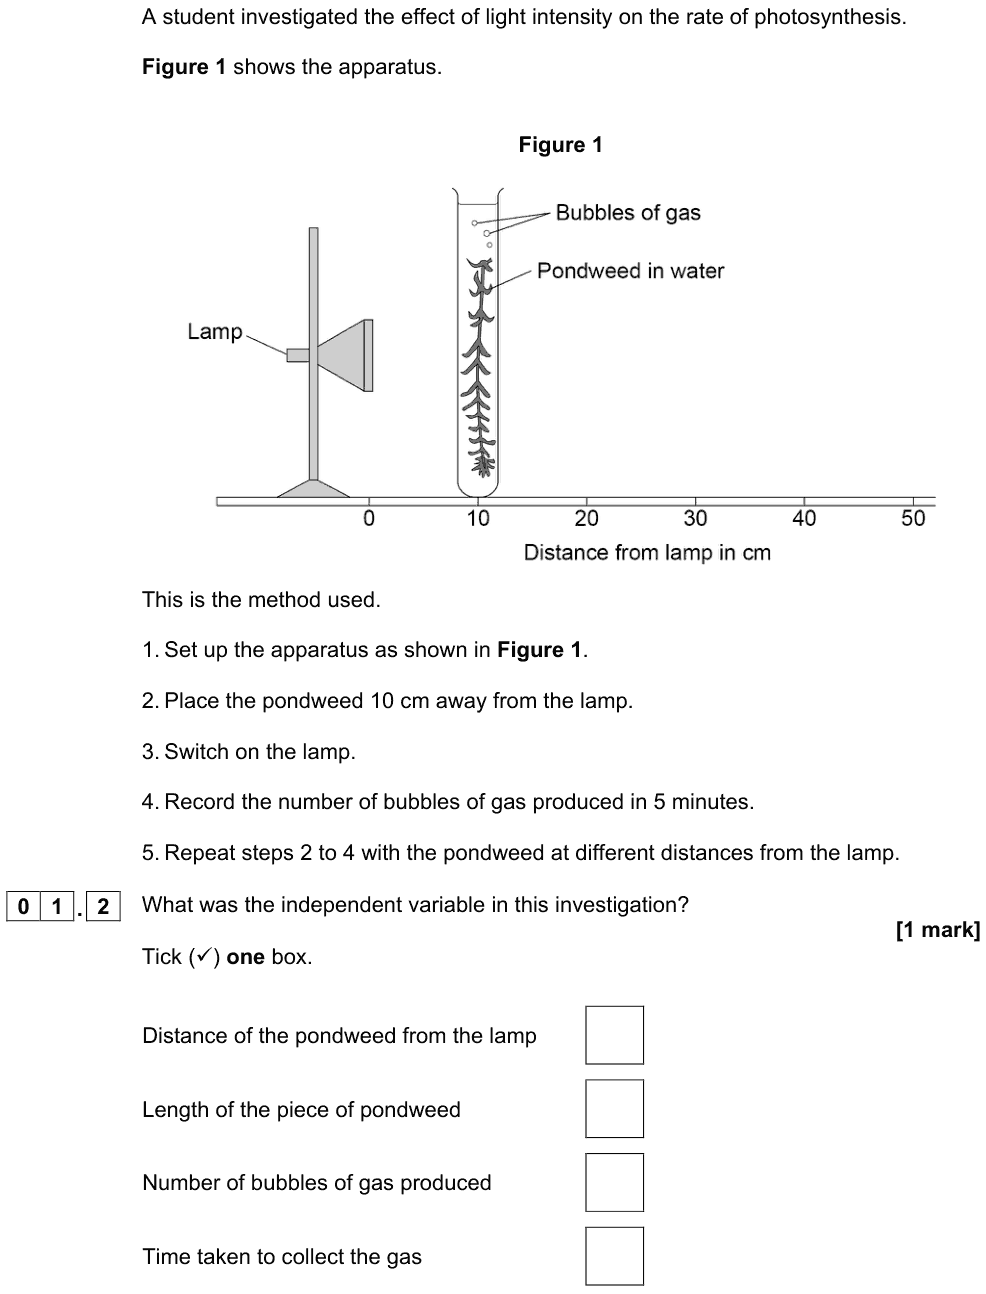 A student investigated the effect of light intensity on the rate of photosynthesis.
Figure 1 shows the apparatus.
Figure 1
Bubbles of gas
Pondweed in water
Lamp
0 10 20 30 40 50
Distance from lamp in cm
This is the method used.
1. Set up the apparatus as shown in Figure 1.
2. Place the pondweed 10 cm away from the lamp.
3. Switch on the lamp.
4. Record the number of bubbles of gas produced in 5 minutes.
5. Repeat steps 2 to 4 with the pondweed at different distances from the lamp.
0 1 . 2 What was the independent variable in this investigation?
[1 mark]
Tick (✓) one box.
Distance of the pondweed from the lamp
Length of the piece of pondweed
Number of bubbles of gas produced
Time taken to collect the gas